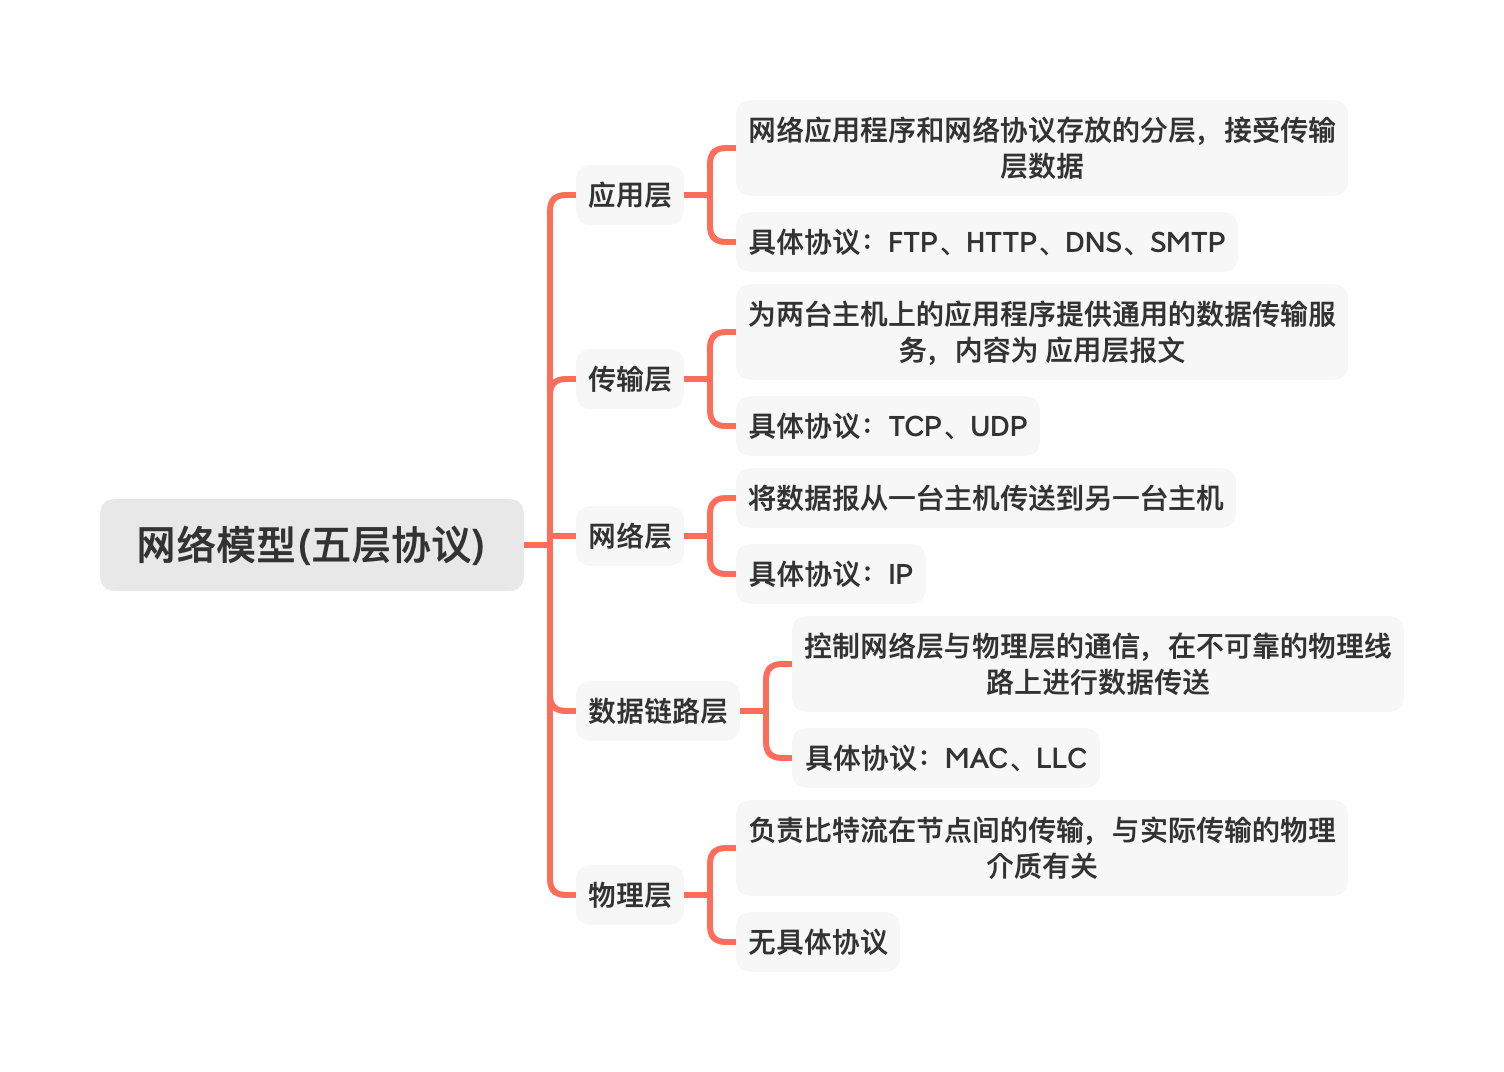 网络模型(五层协议)
应用层
网络应用程序和网络协议存放的分层，接受传输
层数据
具体协议：FTP、HTTP、DNS、SMTP
传输层
为两台主机上的应用程序提供通用的数据传输服
务，内容为 应用层报文
具体协议：TCP、UDP
网络层
将数据报从一台主机传送到另一台主机
具体协议：IP
数据链路层
控制网络层与物理层的通信，在不可靠的物理线
路上进行数据传送
具体协议：MAC、LLC
物理层
负责比特流在节点间的传输，与实际传输的物理
介质有关
无具体协议